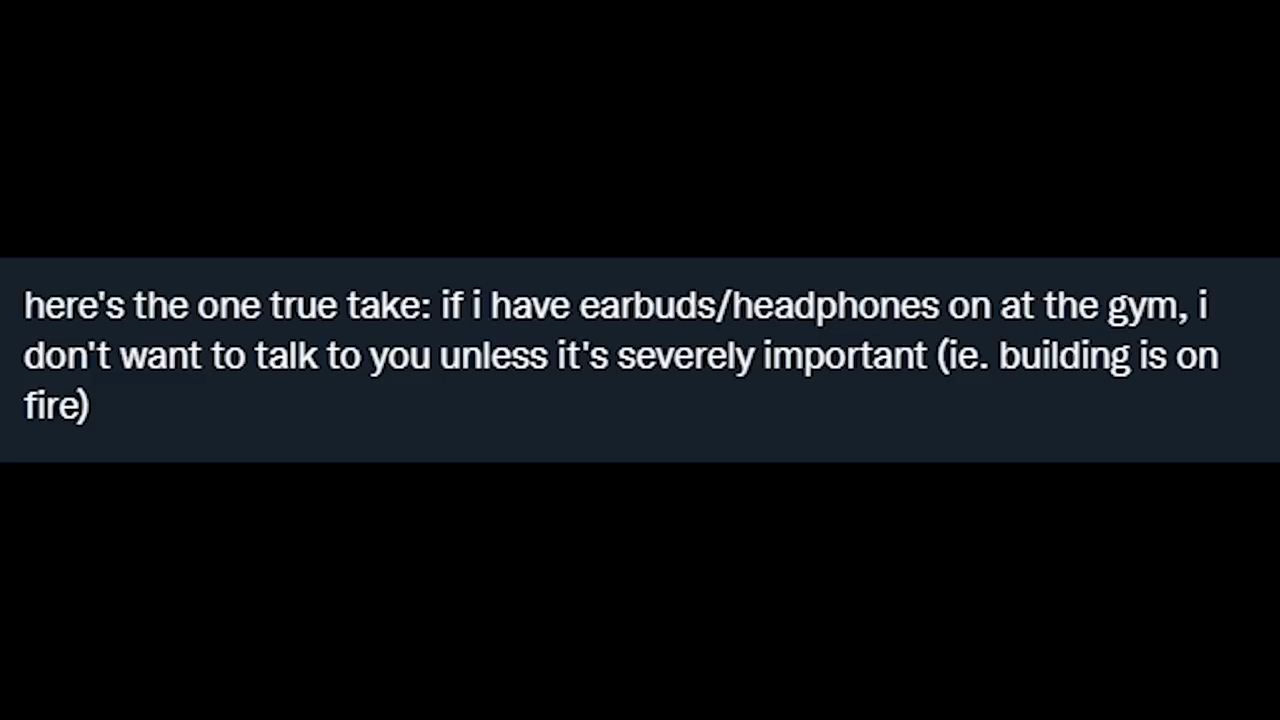 here's the one true take: if i have earbuds/headphones on at the gym, i
don't want to talk to you unless it's severely important (ie. building is on
fire)